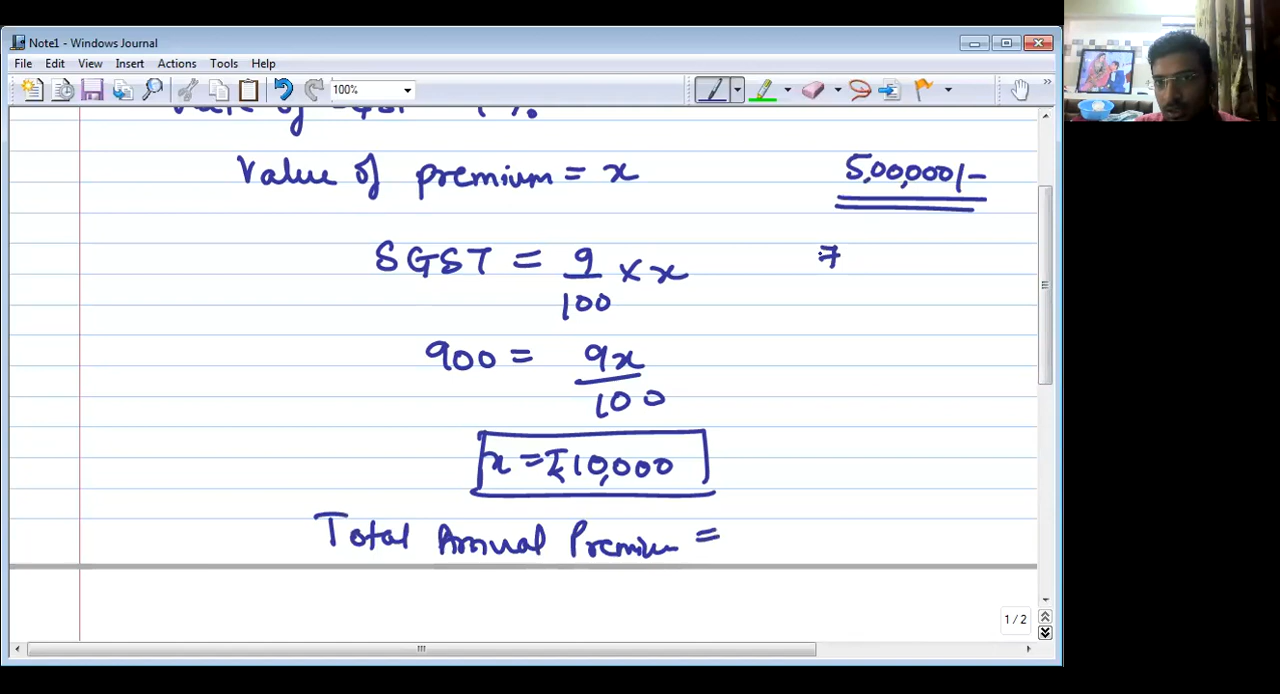 Note1 - Windows Journal
File Edit View Insert Actions Tools Help
100%
Value of premium = x
5,00,000/-
SGST = 9/100 × x
7
900 = 9x/100
x = ₹10,000
Total Annual Premium =
1 / 2